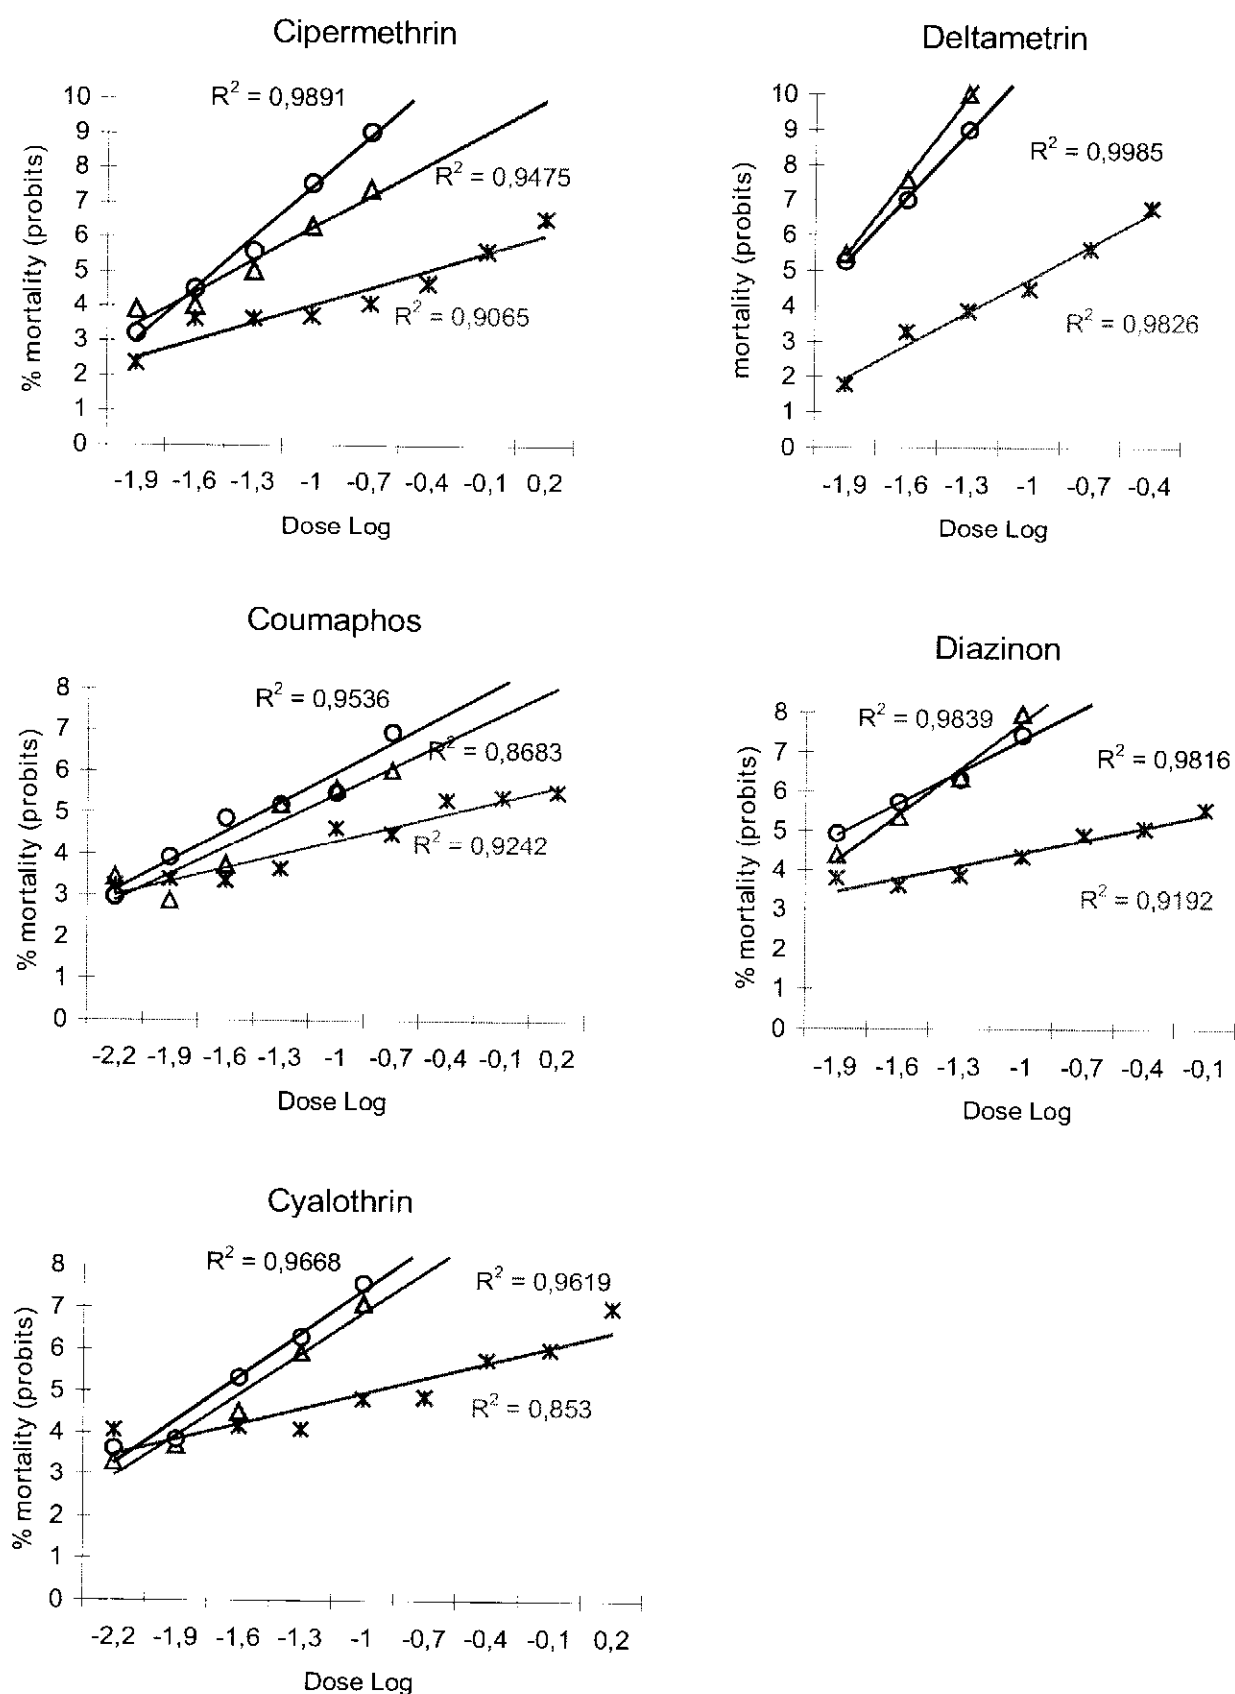 Cipermethrin
R² = 0,9891
R² = 0,9475
R² = 0,9065
% mortality (probits)
10
9
8
7
6
5
4
3
2
1
0
-1,9 -1,6 -1,3 -1 -0,7 -0,4 -0,1 0,2
Dose Log
Deltametrin
R² = 0,9985
R² = 0,9826
mortality (probits)
10
9
8
7
6
5
4
3
2
1
0
-1,9 -1,6 -1,3 -1 -0,7 -0,4
Dose Log
Coumaphos
R² = 0,9536
R² = 0,8683
R² = 0,9242
% mortality (probits)
8
7
6
5
4
3
2
1
0
-2,2 -1,9 -1,6 -1,3 -1 -0,7 -0,4 -0,1 0,2
Dose Log
Diazinon
R² = 0,9839
R² = 0,9816
R² = 0,9192
% mortality (probits)
8
7
6
5
4
3
2
1
0
-1,9 -1,6 -1,3 -1 -0,7 -0,4 -0,1
Dose Log
Cyalothrin
R² = 0,9668
R² = 0,9619
R² = 0,853
% mortality (probits)
8
7
6
5
4
3
2
1
0
-2,2 -1,9 -1,6 -1,3 -1 -0,7 -0,4 -0,1 0,2
Dose Log